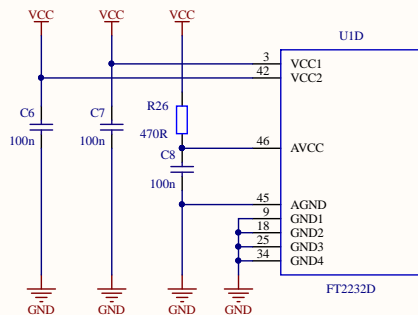 VCC VCC VCC
U1D
3 VCC1
42 VCC2
C6 C7 R26
100n 100n 470R
46 AVCC
C8
100n
45 AGND
9 GND1
18 GND2
25 GND3
34 GND4
FT2232D
GND GND GND GND